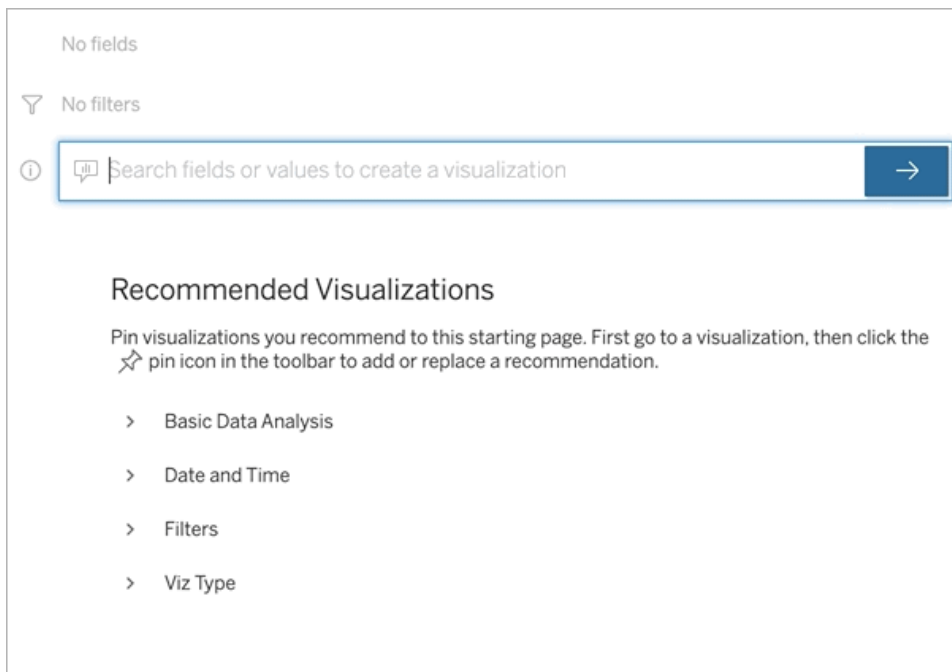 No fields
No filters
Search fields or values to create a visualization
Recommended Visualizations
Pin visualizations you recommend to this starting page. First go to a visualization, then click the
pin icon in the toolbar to add or replace a recommendation.
Basic Data Analysis
Date and Time
Filters
Viz Type